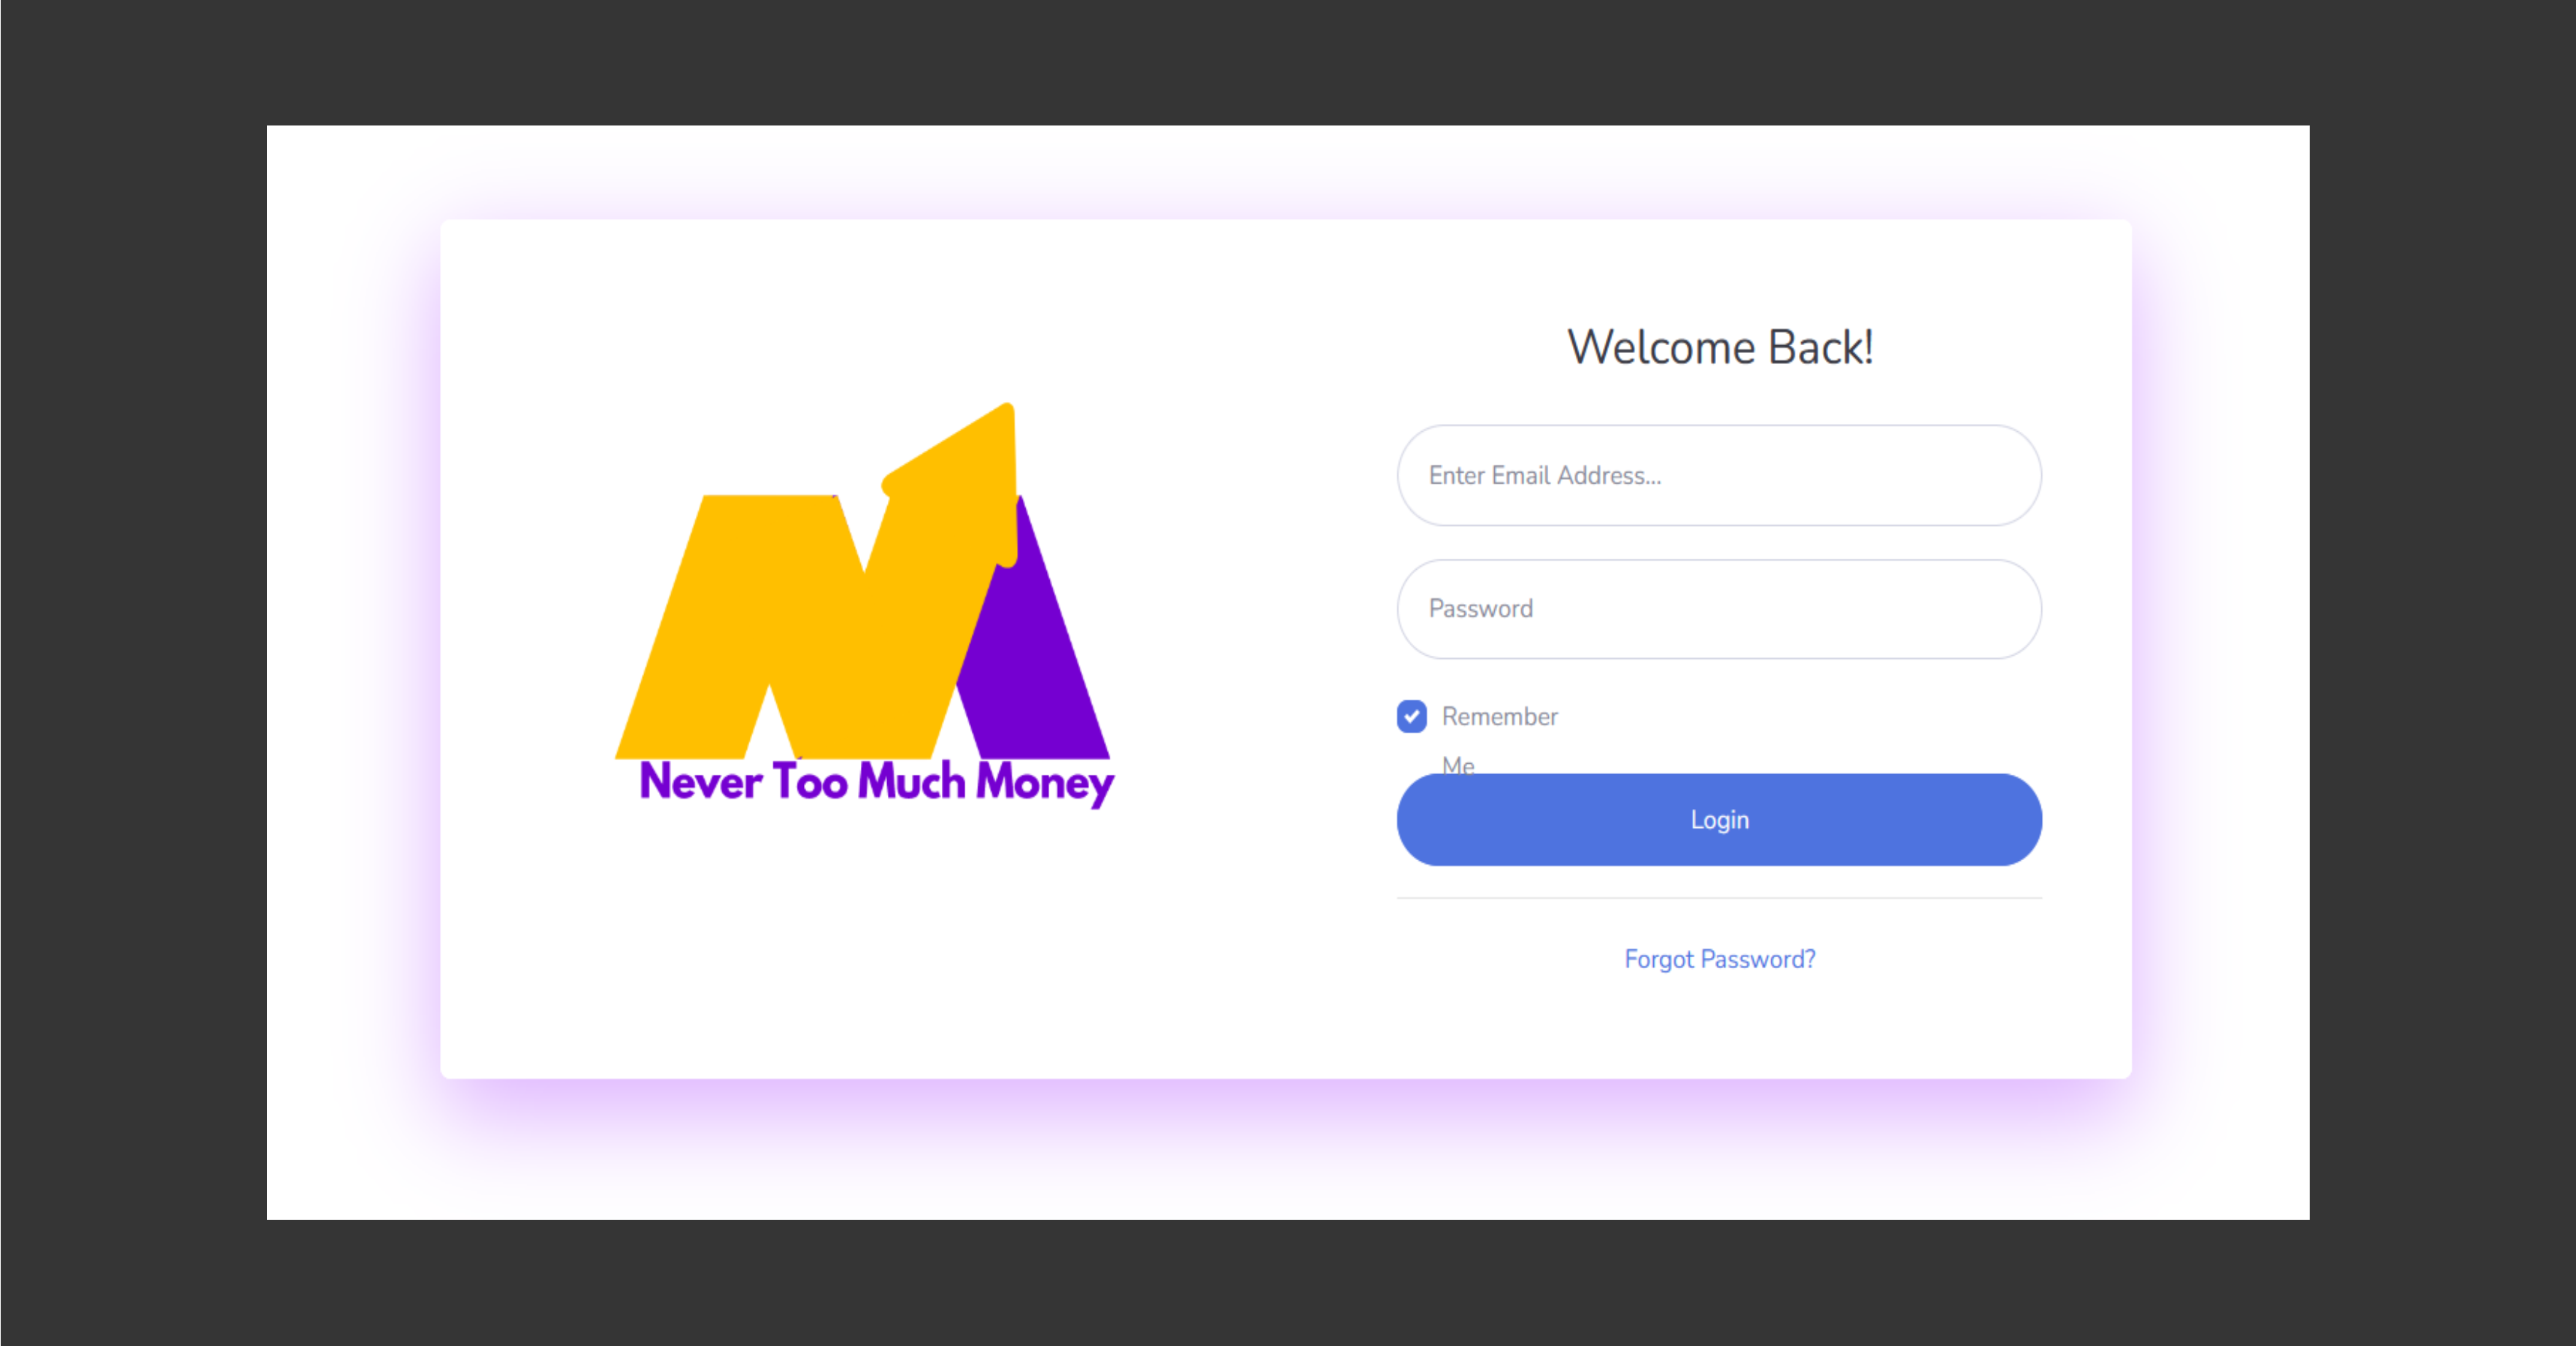 Welcome Back!
Enter Email Address...
Password
Remember
Me
Never Too Much Money
Login
Forgot Password?